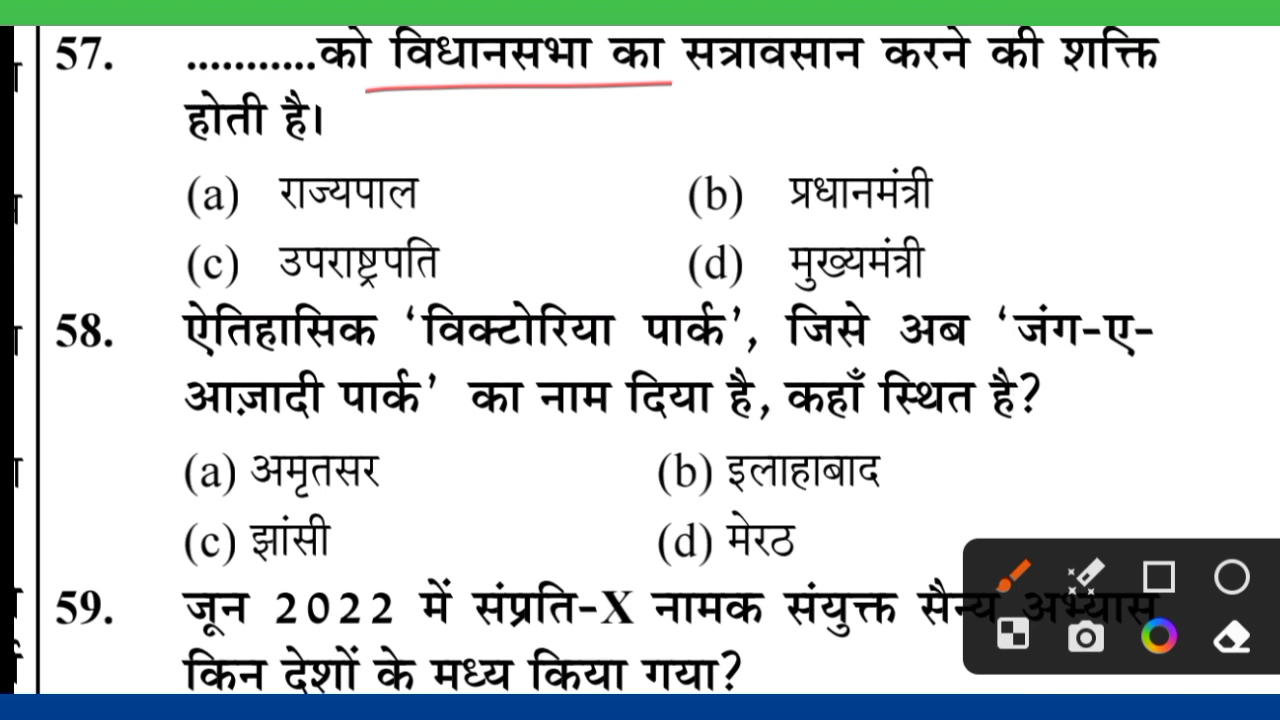 57. ...........को विधानसभा का सत्रावसान करने की शक्ति
होती है।
(a) राज्यपाल (b) प्रधानमंत्री
(c) उपराष्ट्रपति (d) मुख्यमंत्री
58. ऐतिहासिक ‘विक्टोरिया पार्क’, जिसे अब ‘जंग-ए-
आज़ादी पार्क’ का नाम दिया है, कहाँ स्थित है?
(a) अमृतसर (b) इलाहाबाद
(c) झांसी (d) मेरठ
59. जून 2022 में संप्रति-X नामक संयुक्त सैन्य अभ्यास
किन देशों के मध्य किया गया?